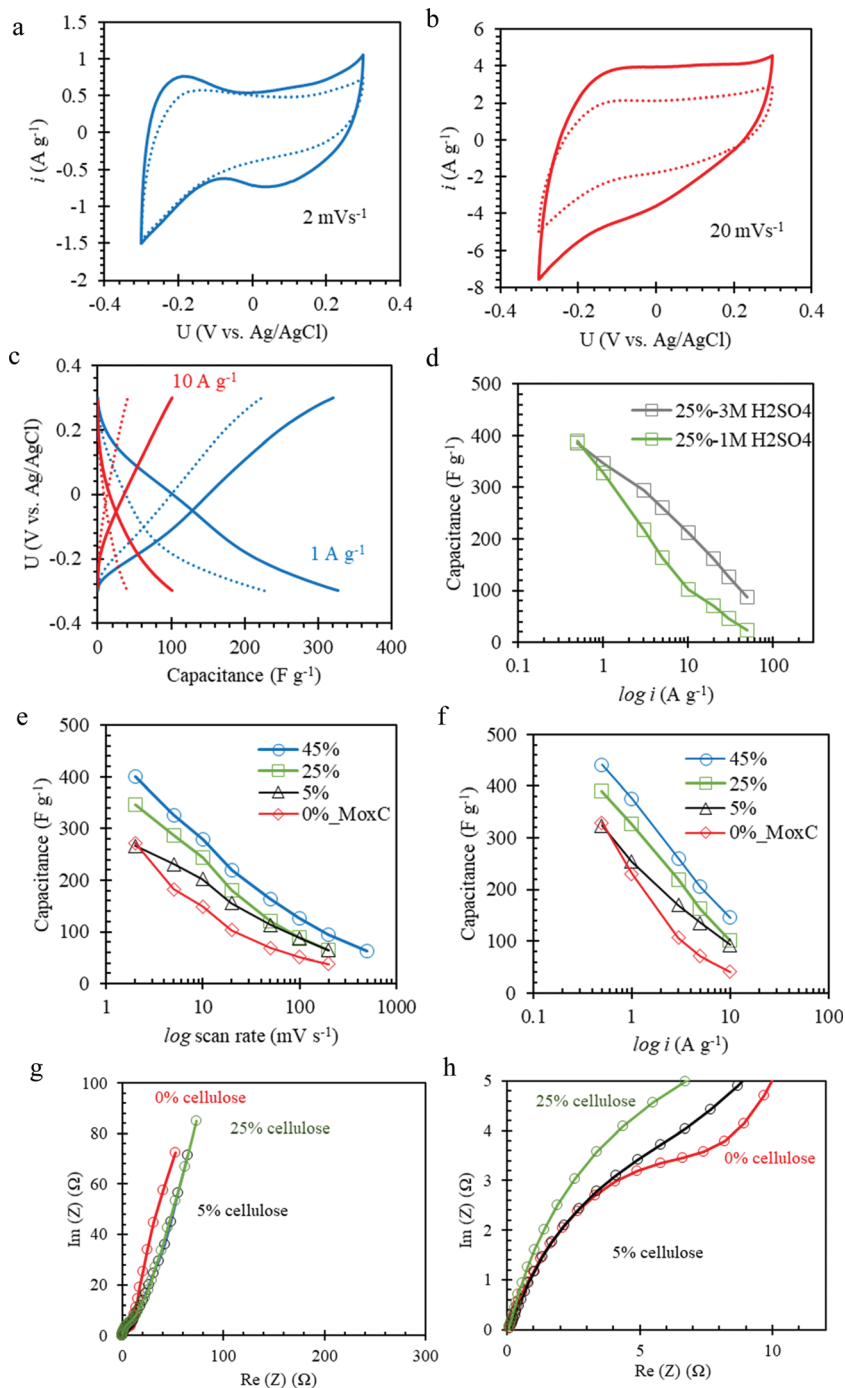 a
1.5
1
0.5
0
-0.5
-1
-1.5
-2
i (A g-1)
2 mVs-1
-0.4
-0.2
0
0.2
0.4
U (V vs. Ag/AgCl)
b
8
6
4
2
0
-2
-4
-6
-8
i (A g-1)
20 mVs-1
-0.4
-0.2
0
0.2
0.4
U (V vs. Ag/AgCl)
c
0.4
0.2
0
-0.2
-0.4
U (V vs. Ag/AgCl)
10 A g-1
1 A g-1
0
100
200
300
400
Capacitance (F g-1)
d
500
400
300
200
100
0
Capacitance (F g-1)
25%-3M H2SO4
25%-1M H2SO4
0.1
1
10
100
log i (A g-1)
e
500
400
300
200
100
0
Capacitance (F g-1)
45%
25%
5%
0%_MoxC
1
10
100
1000
log scan rate (mV s-1)
f
500
400
300
200
100
0
Capacitance (F g-1)
45%
25%
5%
0%_MoxC
0.1
1
10
100
log i (A g-1)
g
100
80
60
40
20
0
Im (Z) (Ω)
0% cellulose
25% cellulose
5% cellulose
0
100
200
300
Re (Z) (Ω)
h
5
4
3
2
1
0
Im (Z) (Ω)
25% cellulose
0% cellulose
5% cellulose
0
5
10
Re (Z) (Ω)